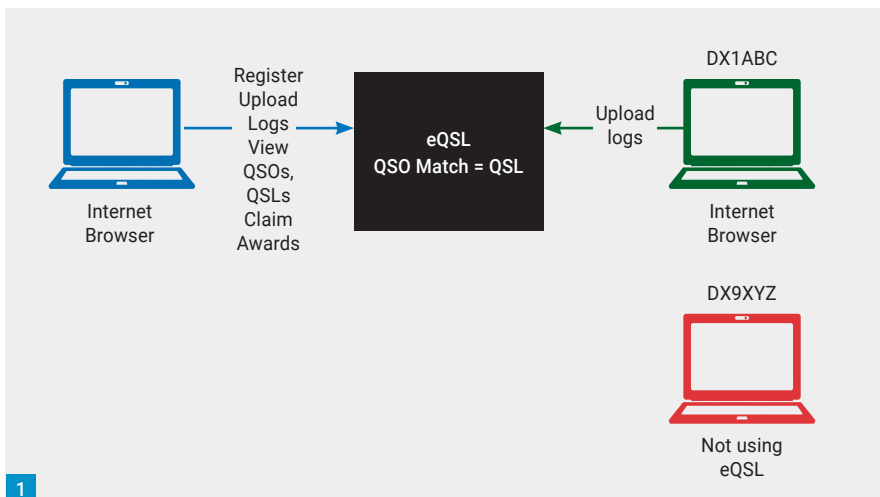 Register
Upload
Logs
View
QSOs,
QSLs
Claim
Awards
Internet
Browser
eQSL
QSO Match = QSL
Upload
logs
DX1ABC
Internet
Browser
DX9XYZ
Not using
eQSL
1